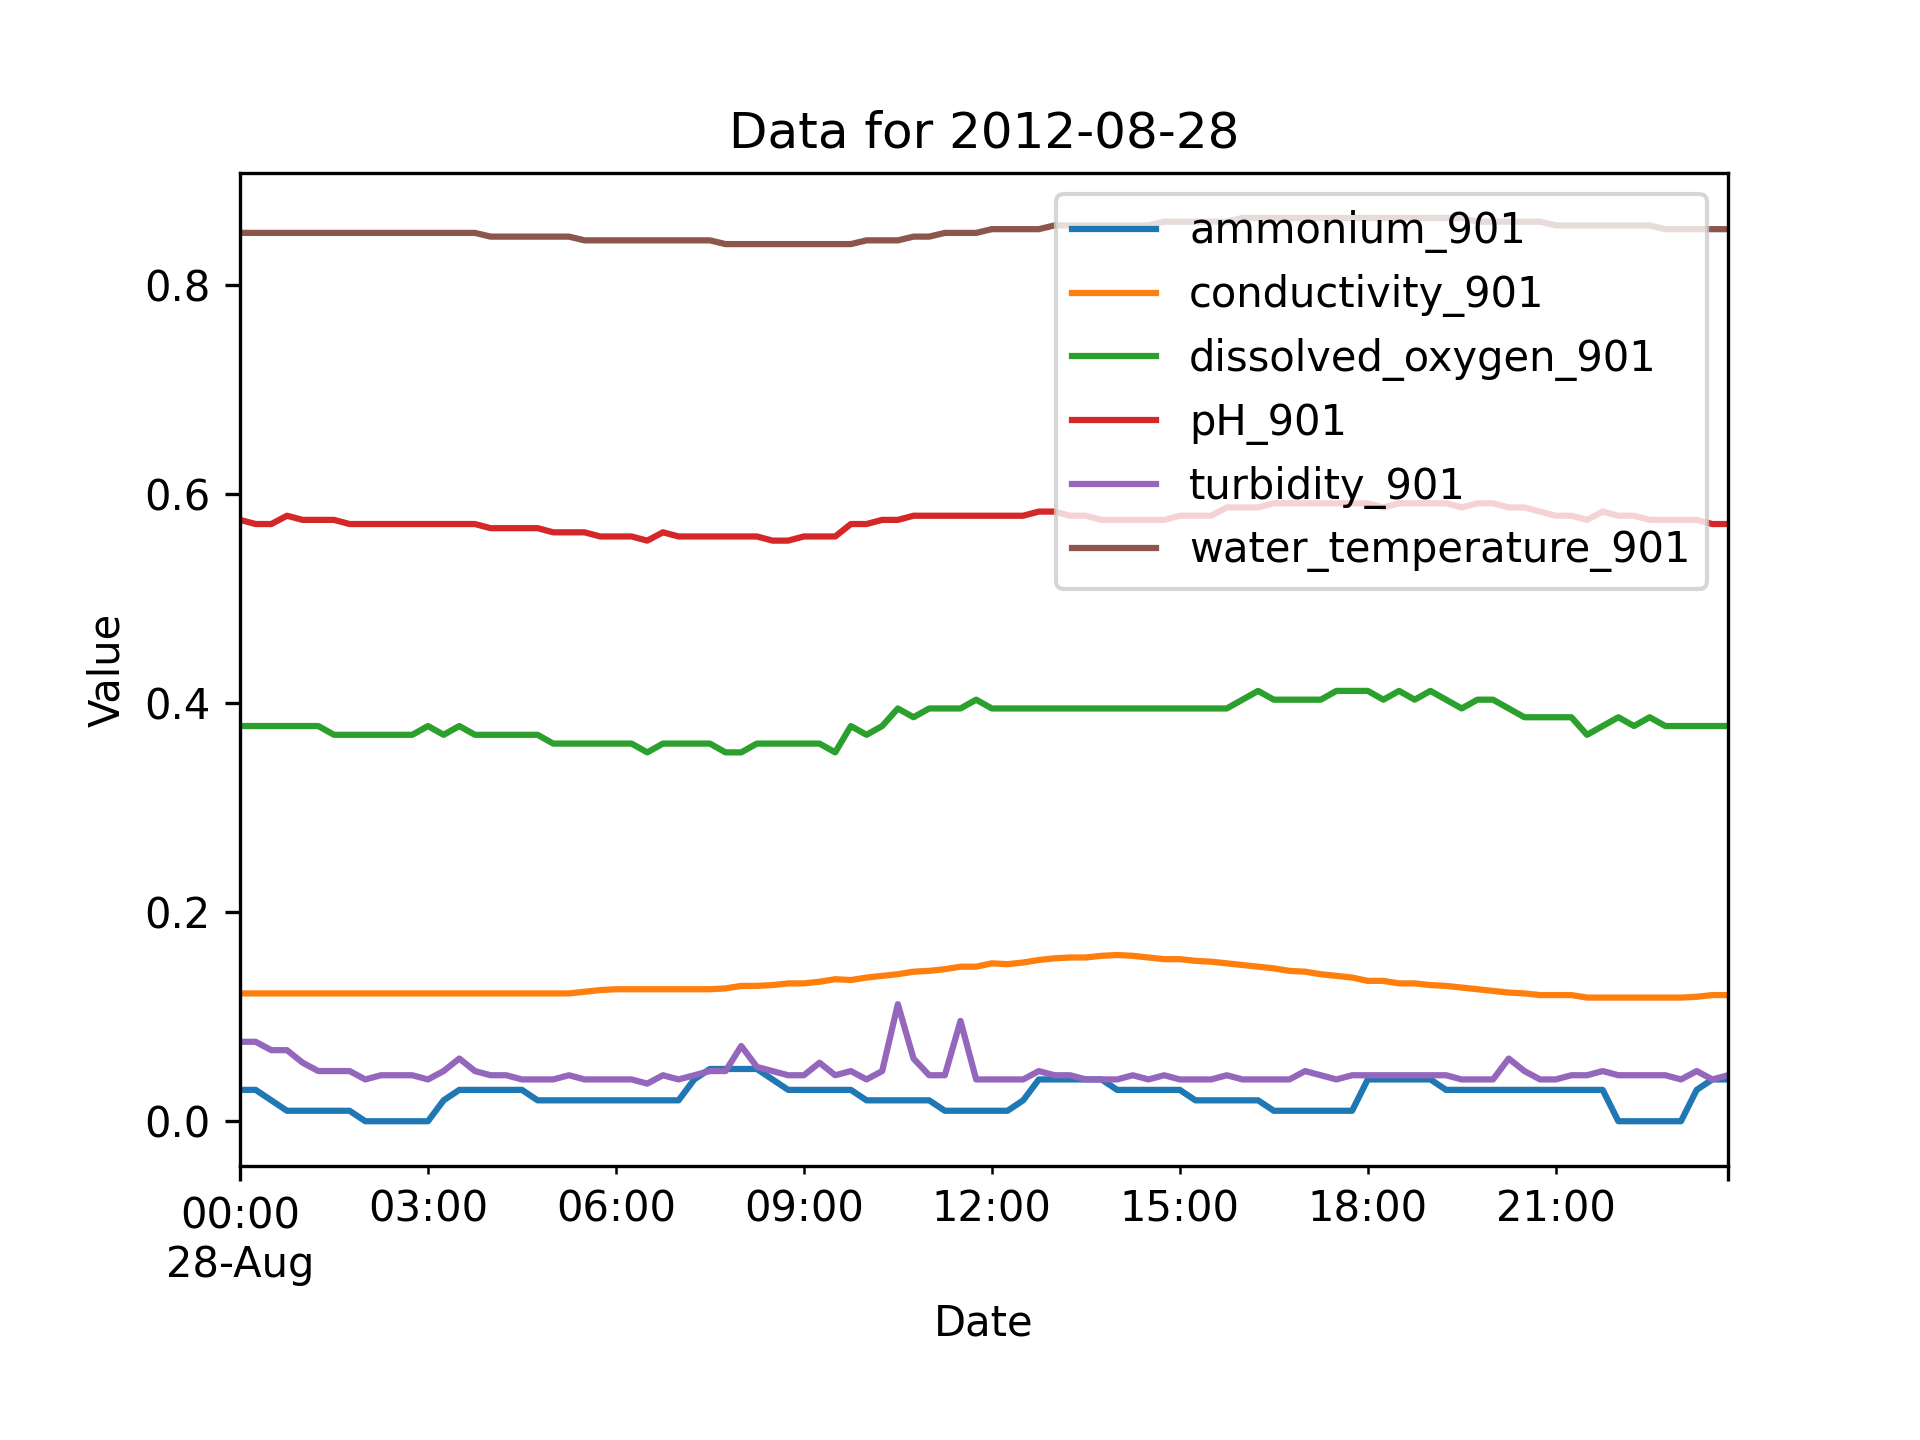 Data for 2012-08-28
ammonium_901
conductivity_901
dissolved_oxygen_901
pH_901
turbidity_901
water_temperature_901
Value
0.8
0.6
0.4
0.2
0.0
00:00 03:00 06:00 09:00 12:00 15:00 18:00 21:00
28-Aug
Date